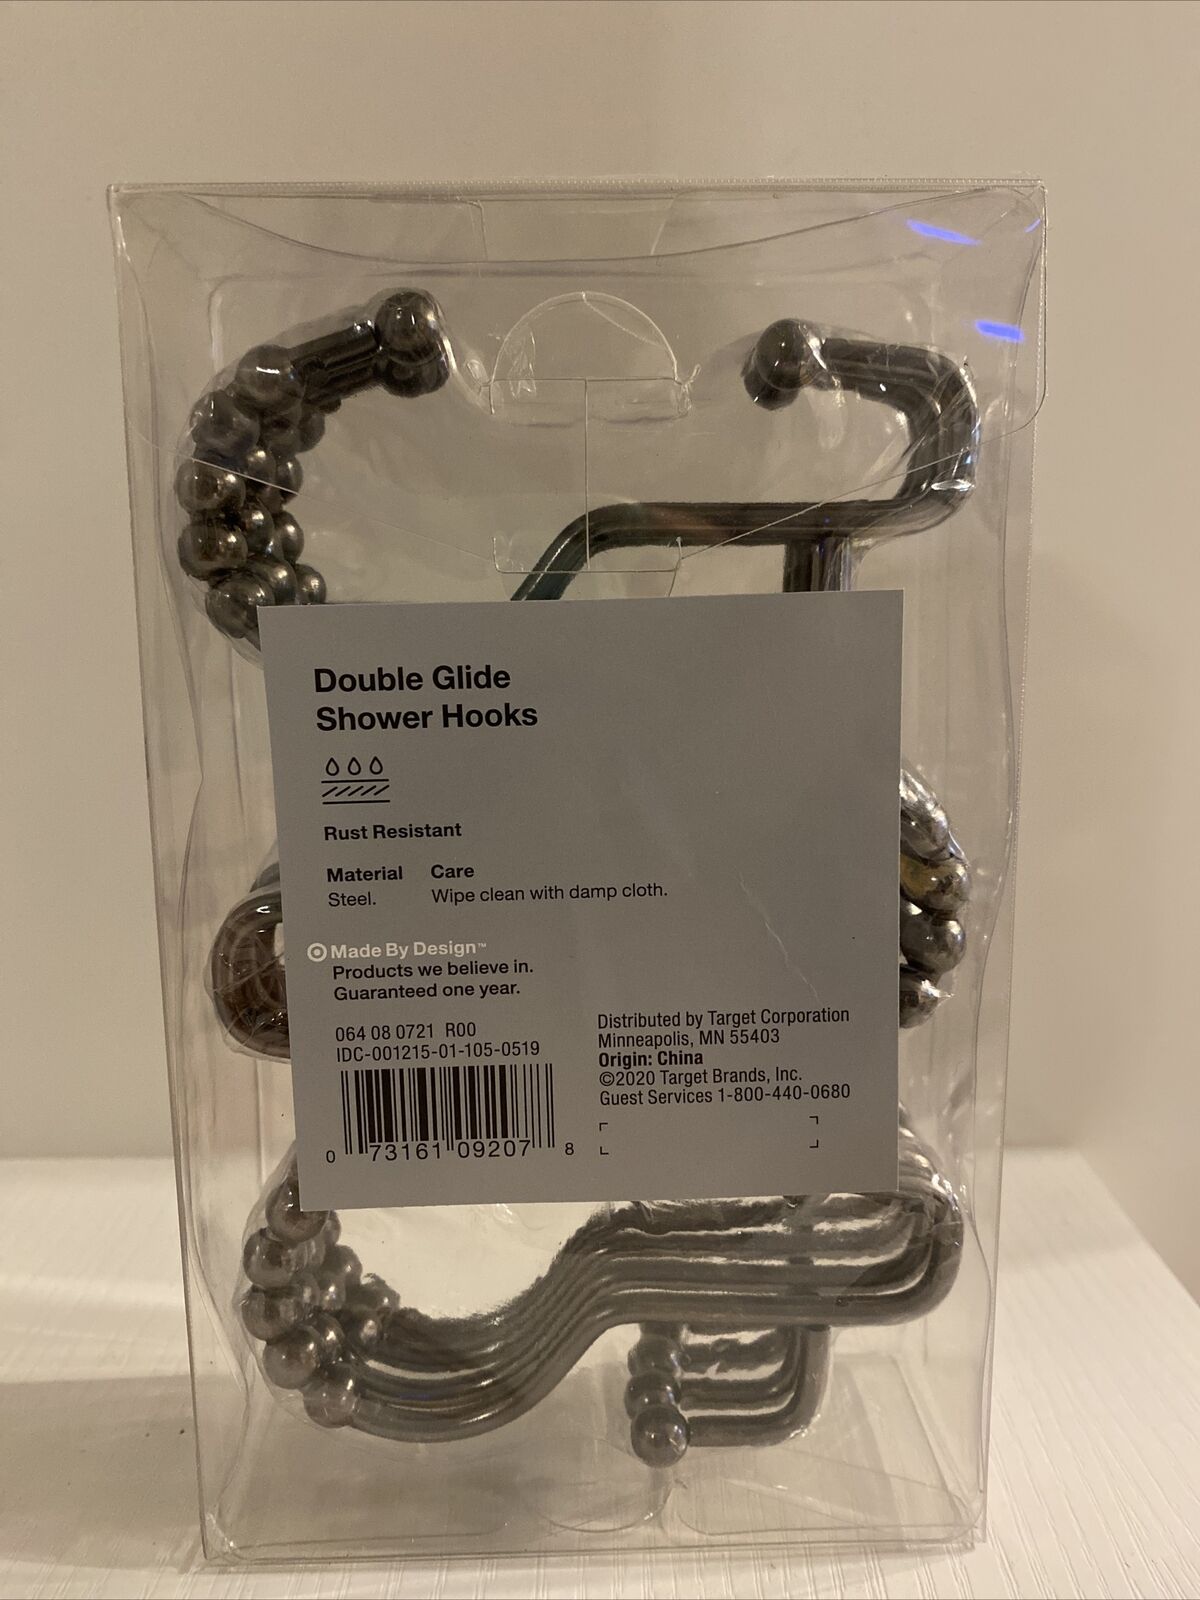 Double Glide
Shower Hooks
Rust Resistant
Material Care
Steel. Wipe clean with damp cloth.
Made By Design™
Products we believe in.
Guaranteed one year.
064 08 0721 R00
IDC-001215-01-105-0519
0 73161 09207 8
Distributed by Target Corporation
Minneapolis, MN 55403
Origin: China
©2020 Target Brands, Inc.
Guest Services 1-800-440-0680